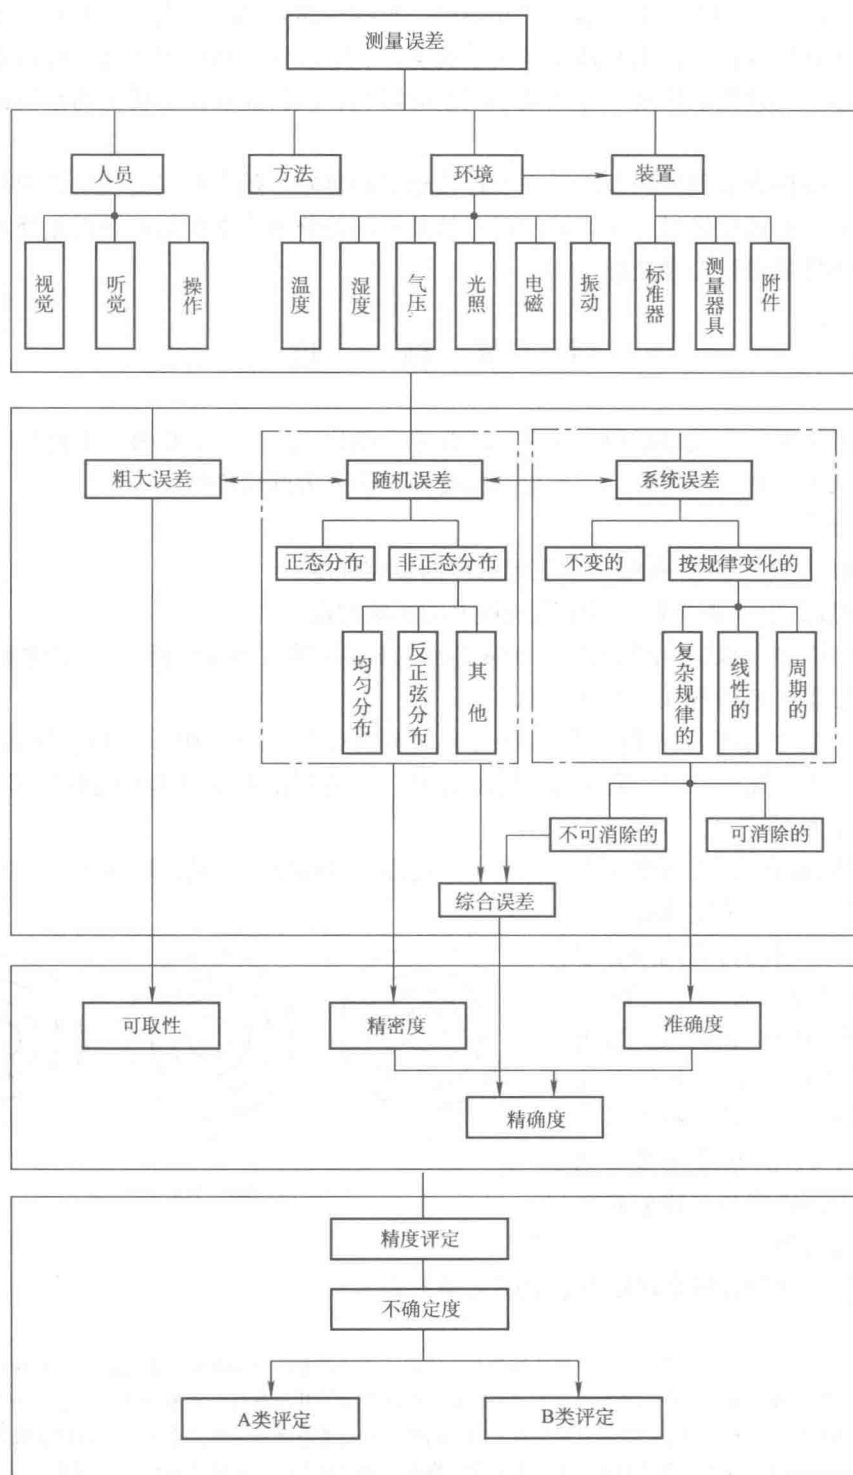 测量误差
人员
方法
环境
装置
视觉
听觉
操作
温度
湿度
气压
光照
电磁
振动
标准器
测量器具
附件
粗大误差
随机误差
系统误差
正态分布
非正态分布
不变的
按规律变化的
均匀分布
反正弦分布
其他
复杂规律的
线性的
周期的
不可消除的
可消除的
综合误差
可取性
精密度
准确度
精确度
精度评定
不确定度
A类评定
B类评定